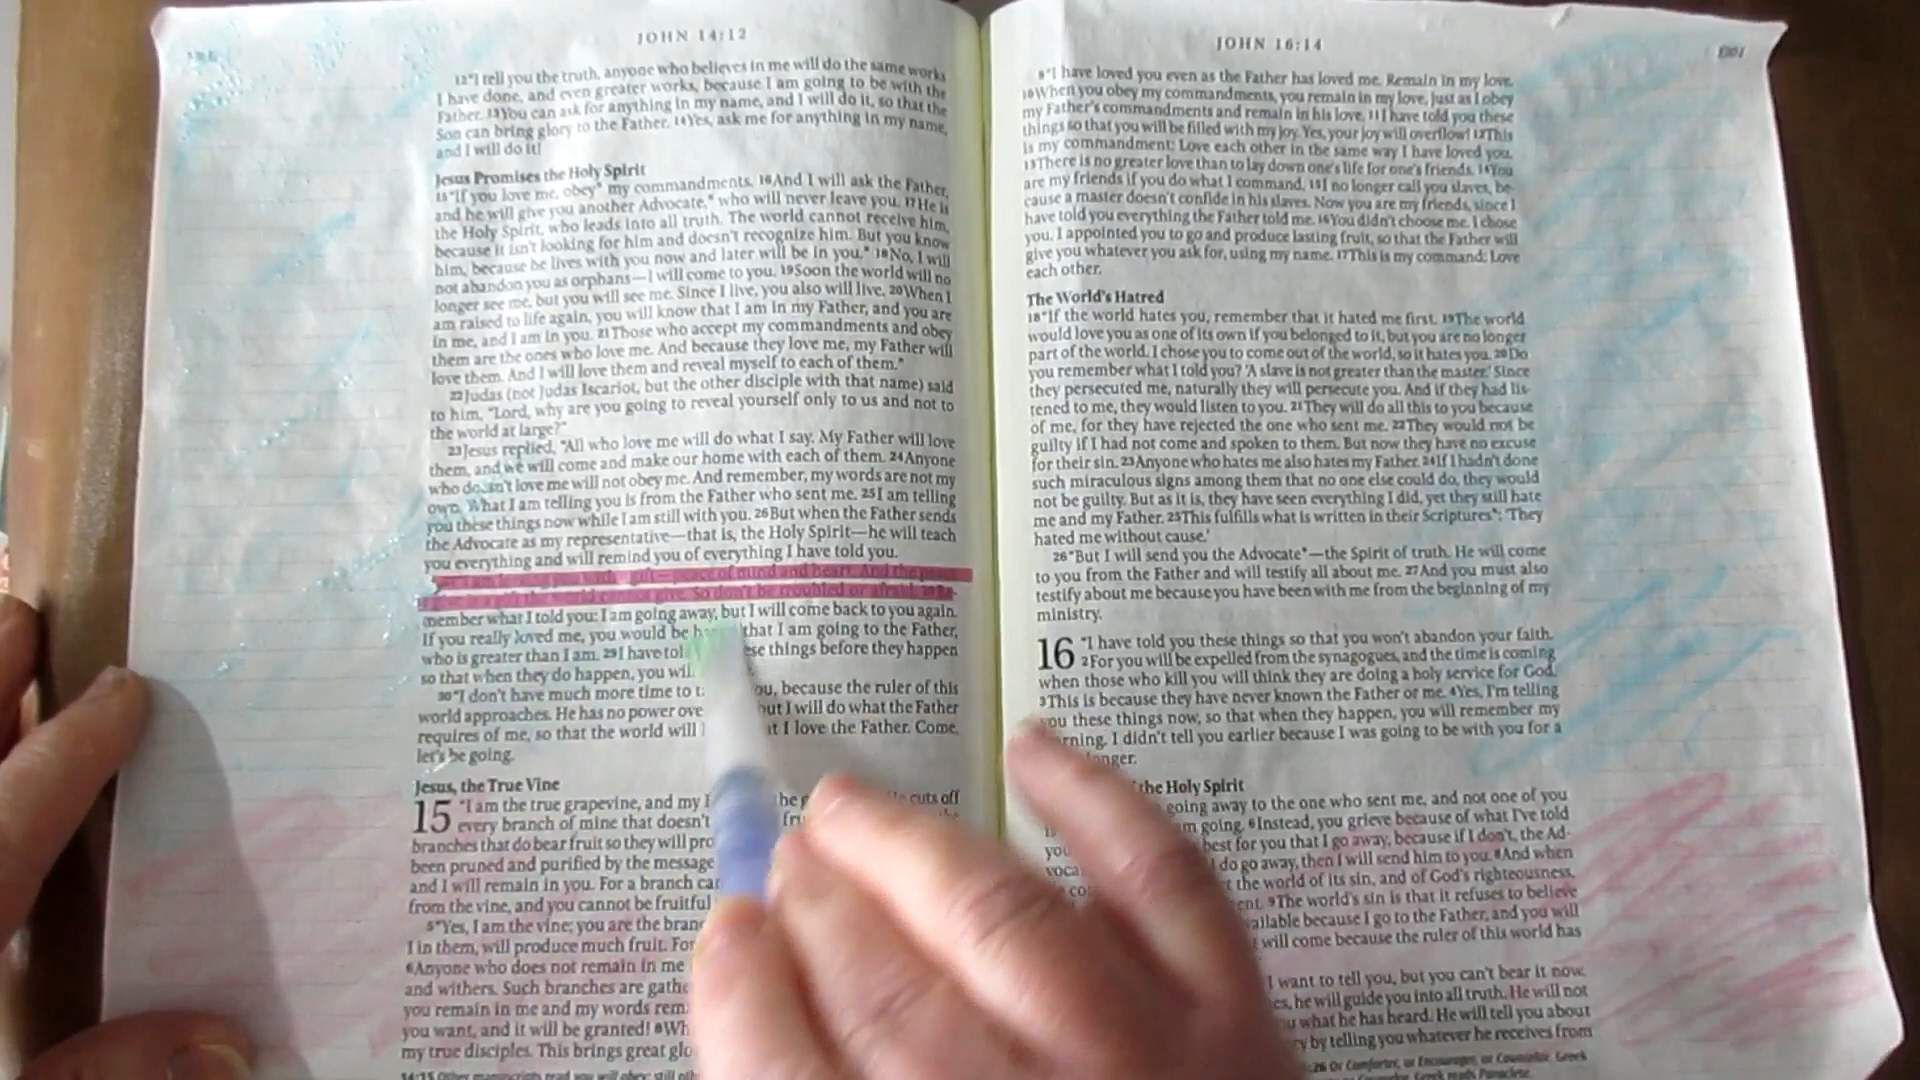 JOHN 14:12
12"I tell you the truth, anyone who believes in me will do the same works
I have done, and even greater works, because I am going to be with the
Father. 13You can ask for anything in my name, and I will do it, so that the
Son can bring glory to the Father. 14Yes, ask me for anything in my name,
and I will do it!
Jesus Promises the Holy Spirit
15"If you love me, obey* my commandments. 16And I will ask the Father,
and he will give you another Advocate,* who will never leave you. 17He is
the Holy Spirit, who leads into all truth. The world cannot receive him,
because it isn't looking for him and doesn't recognize him. But you know
him, because he lives with you now and later will be in you.* 18No, I will
not abandon you as orphans—I will come to you. 19Soon the world will no
longer see me, but you will see me. Since I live, you also will live. 20When I
am raised to life again, you will know that I am in my Father, and you are
in me, and I am in you. 21Those who accept my commandments and obey
them are the ones who love me. And because they love me, my Father will
love them. And I will love them and reveal myself to each of them."
22Judas (not Judas Iscariot, but the other disciple with that name) said
to him, "Lord, why are you going to reveal yourself only to us and not to
the world at large?"
23Jesus replied, "All who love me will do what I say. My Father will love
them, and we will come and make our home with each of them. 24Anyone
who doesn't love me will not obey me. And remember, my words are not my
own. What I am telling you is from the Father who sent me. 25I am telling
you these things now while I am still with you. 26But when the Father sends
the Advocate as my representative—that is, the Holy Spirit—he will teach
you everything and will remind you of everything I have told you.
gift—peace of mind and heart. And the
the world cannot give. So don't be troubled or afraid. 28Re-
member what I told you: I am going away, but I will come back to you again.
If you really loved me, you would be that I am going to the Father,
who is greater than I am. 29I have these things before they happen
so that when they do happen, you
30"I don't have much more time to because the ruler of this
world approaches. He has no power but I will do what the Father
requires of me, so that the world will I love the Father. Come,
let's be going.
Jesus, the True Vine
15 "I am the true grapevine, and my cuts off
every branch of mine that doesn't
branches that do bear fruit so they will
been pruned and purified by the message
and I will remain in you. For a branch
from the vine, and you cannot be fruitful
5"Yes, I am the vine; you are the
I in them, will produce much fruit. For
6Anyone who does not remain in me
and withers. Such branches are
you remain in me and my words
you want, and it will be granted!
my true disciples. This brings great
14:15 Other manuscripts read you will obey; still
JOHN 16:14
9"I have loved you even as the Father has loved me. Remain in my love.
10When you obey my commandments, you remain in my love, just as I obey
my Father's commandments and remain in his love. 11I have told you these
things so that you will be filled with my joy. Yes, your joy will overflow! 12This
is my commandment: Love each other in the same way I have loved you.
13There is no greater love than to lay down one's life for one's friends. 14You
are my friends if you do what I command. 15I no longer call you slaves, be-
cause a master doesn't confide in his slaves. Now you are my friends, since I
have told you everything the Father told me. 16You didn't choose me. I chose
you. I appointed you to go and produce lasting fruit, so that the Father will
give you whatever you ask for, using my name. 17This is my command: Love
each other.
The World's Hatred
18"If the world hates you, remember that it hated me first. 19The world
would love you as one of its own if you belonged to it, but you are no longer
part of the world. I chose you to come out of the world, so it hates you. 20Do
you remember what I told you? 'A slave is not greater than the master.' Since
they persecuted me, naturally they will persecute you. And if they had lis-
tened to me, they would listen to you. 21They will do all this to you because
of me, for they have rejected the one who sent me. 22They would not be
guilty if I had not come and spoken to them. But now they have no excuse
for their sin. 23Anyone who hates me also hates my Father. 24If I hadn't done
such miraculous signs among them that no one else could do, they would
not be guilty. But as it is, they have seen everything I did, yet they still hate
me and my Father. 25This fulfills what is written in their Scriptures*: 'They
hated me without cause.'
26"But I will send you the Advocate*—the Spirit of truth. He will come
to you from the Father and will testify all about me. 27And you must also
testify about me because you have been with me from the beginning of my
ministry.
16 "I have told you these things so that you won't abandon your faith.
2For you will be expelled from the synagogues, and the time is coming
when those who kill you will think they are doing a holy service for God.
3This is because they have never known the Father or me. 4Yes, I'm telling
you these things now, so that when they happen, you will remember my
I didn't tell you earlier because I was going to be with you for a
longer.
the Holy Spirit
going away to the one who sent me, and not one of you
going. 6Instead, you grieve because of what I've told
best for you that I go away, because if I don't, the Ad-
I do go away, then I will send him to you. 8And when
the world of its sin, and of God's righteousness,
9The world's sin is that it refuses to believe
because I go to the Father, and you will
will come because the ruler of this world has
I want to tell you, but you can't bear it now.
he will guide you into all truth. He will not
what he has heard. He will tell you about
by telling you whatever he receives from
:26 Or Comforter, or Encourager, or Counselor. Greek
Greek reads Paraclete.